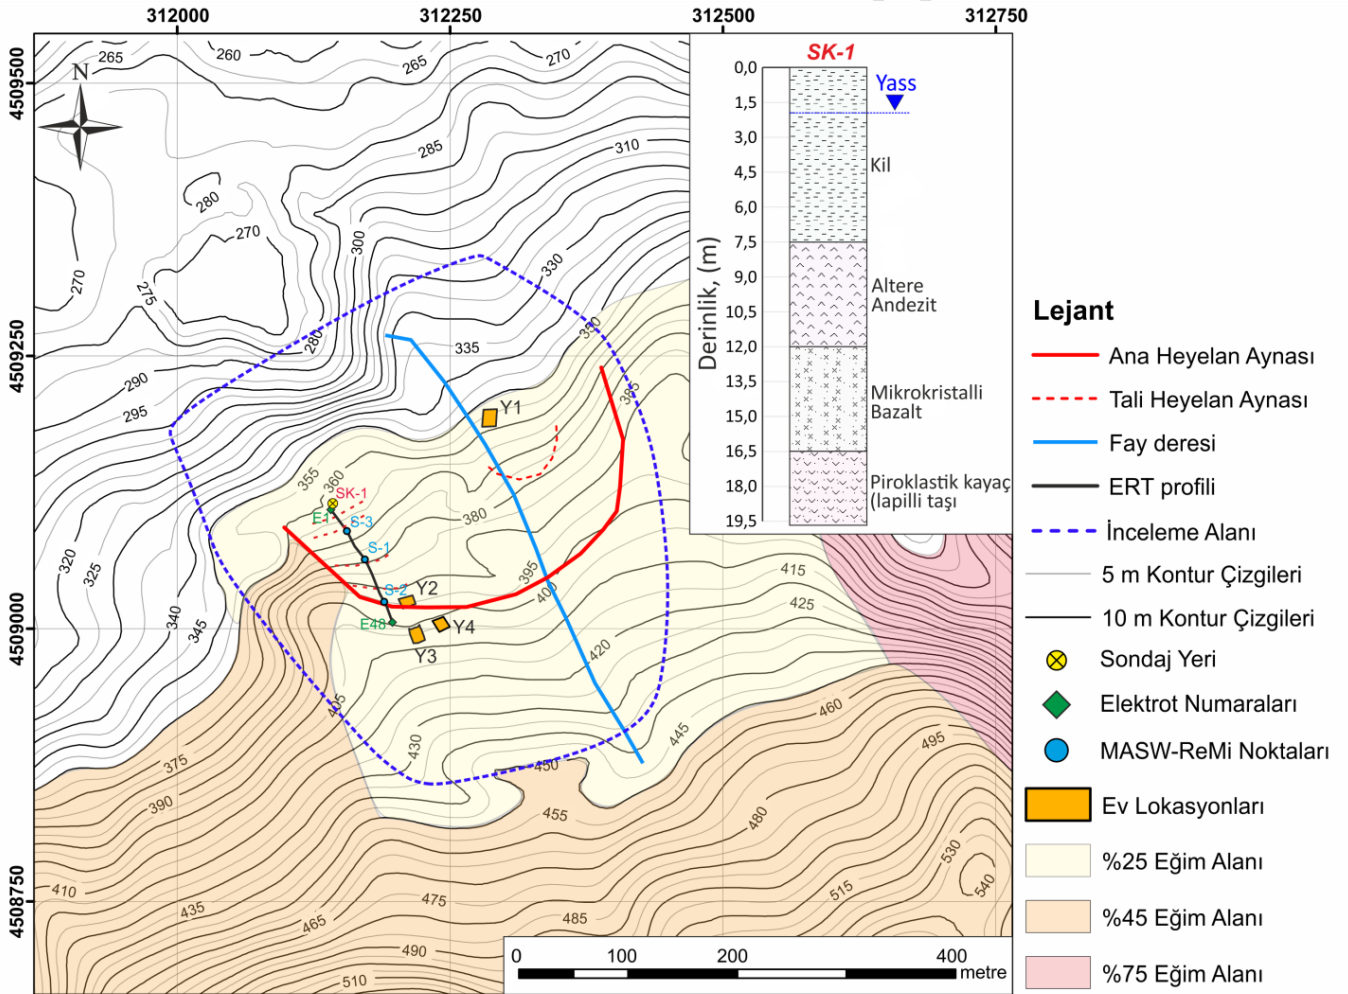 312000
312250
312500
312750
4509500
4509250
4509000
4508750
N
265
260
265
270
285
310
280
270
300
270
275
330
280
335
350
290
385
295
Y1
355
360
SK-1
380
E1
S-3
S-1
395
415
320
325
S-2
Y2
400
425
340
345
E48
Y4
Y3
420
405
430
445
460
375
450
495
390
455
480
530
410
540
435
475
515
465
485
490
510
SK-1
0,0
Yass
1,5
3,0
Kil
4,5
6,0
7,5
9,0
Altere
Andezit
10,5
12,0
13,5
Mikrokristalli
Bazalt
15,0
16,5
18,0
Piroklastik kayaç
(lapilli taşı
19,5
Derinlik, (m)
0
100
200
400
metre
Lejant
Ana Heyelan Aynası
Tali Heyelan Aynası
Fay deresi
ERT profili
İnceleme Alanı
5 m Kontur Çizgileri
10 m Kontur Çizgileri
Sondaj Yeri
Elektrot Numaraları
MASW-ReMi Noktaları
Ev Lokasyonları
%25 Eğim Alanı
%45 Eğim Alanı
%75 Eğim Alanı